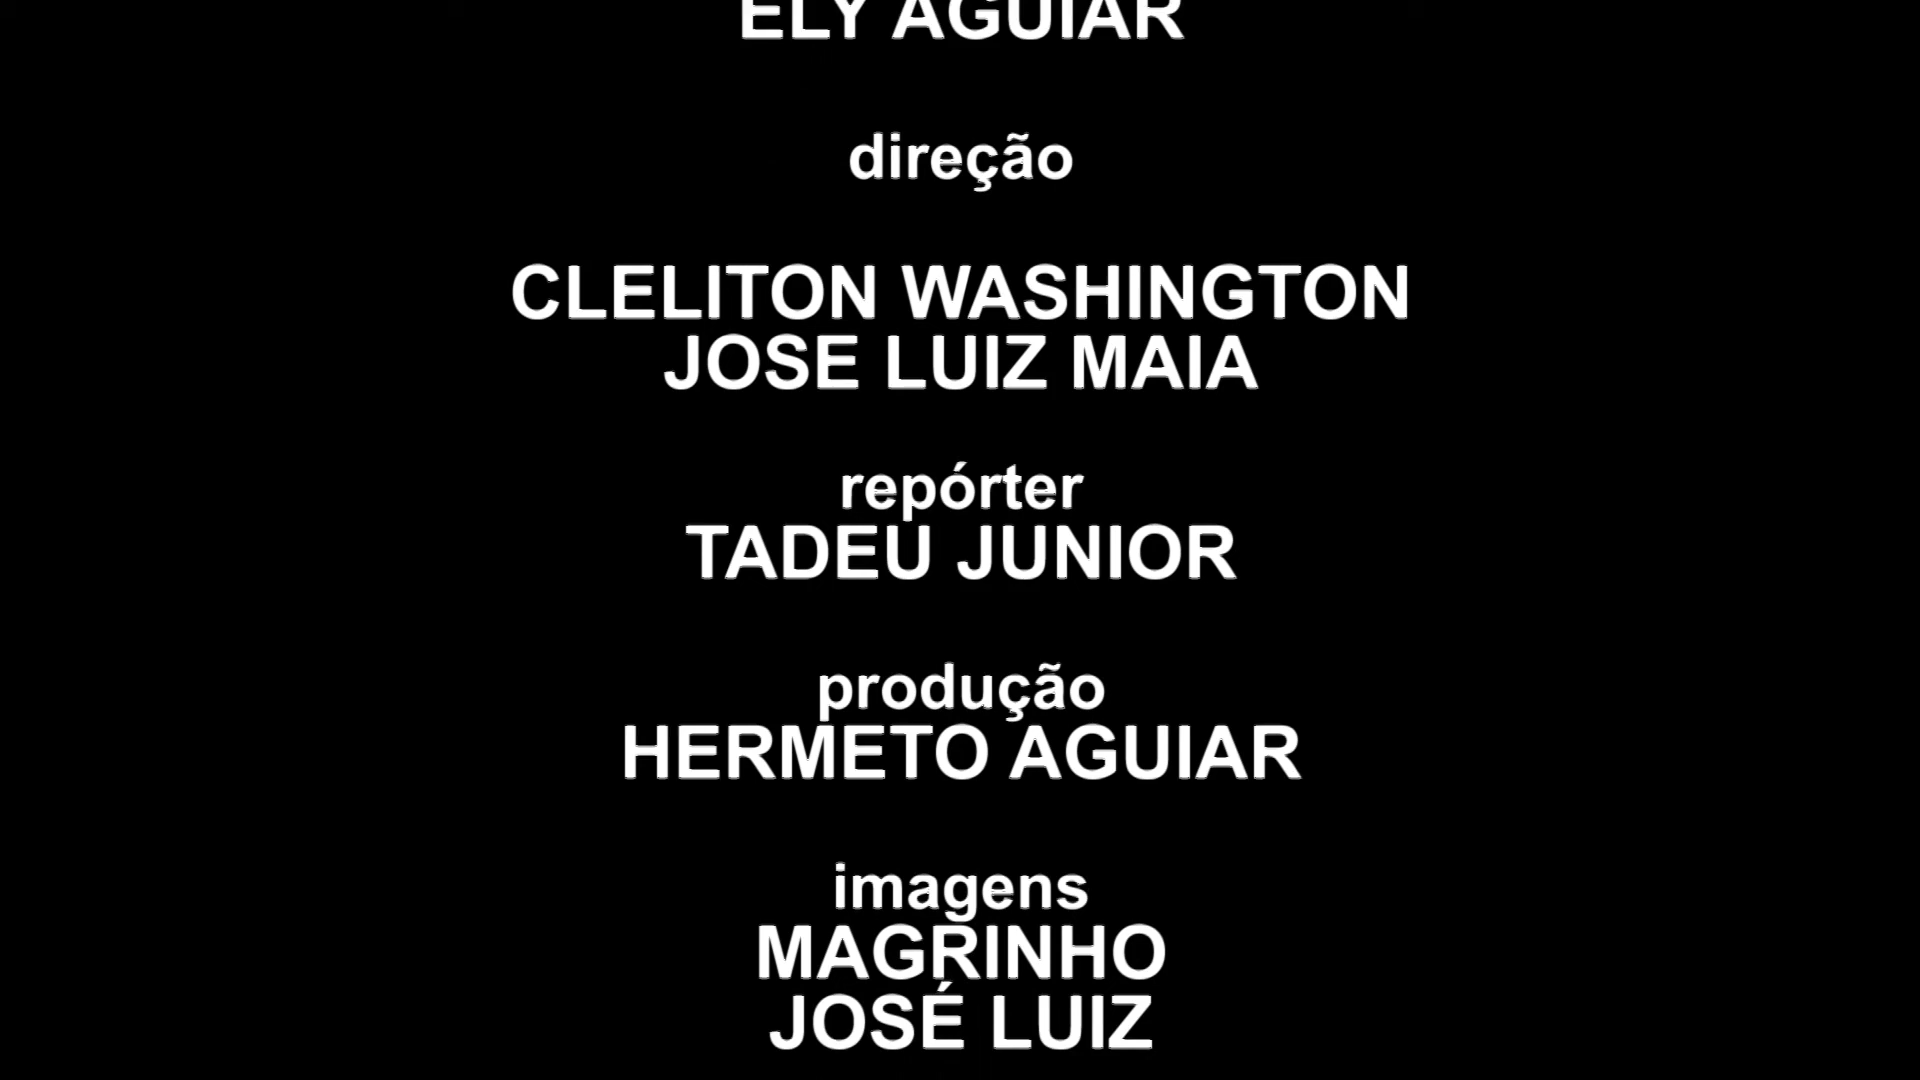 ELY AGUIAR
direção
CLELITON WASHINGTON
JOSE LUIZ MAIA
repórter
TADEU JUNIOR
produção
HERMETO AGUIAR
imagens
MAGRINHO
JOSÉ LUIZ